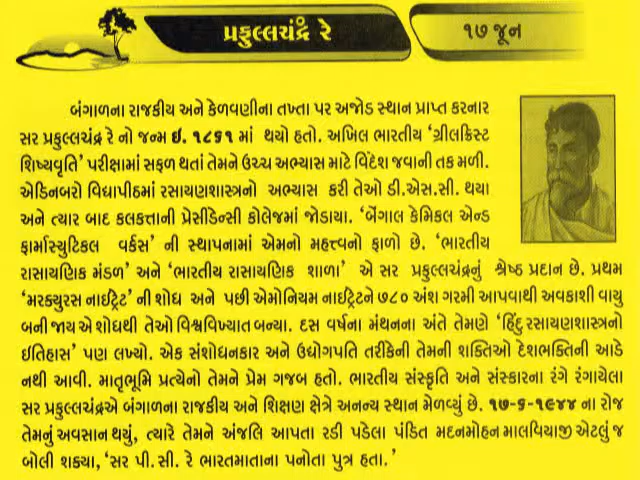 પ્રફુલ્લચંદ્ર રે
૧૭ જૂન
બંગાળના રાજકીય અને કેળવણીના તખ્તા પર અજોડ સ્થાન પ્રાપ્ત કરનાર
સર પ્રફુલ્લચંદ્ર રે નો જન્મ ઇ. ૧૮૬૧ માં થયો હતો. અખિલ ભારતીય ‘ગ્રીલક્રિસ્ટ
શિષ્યવૃતિ’ પરીક્ષામાં સફળ થતાં તેમને ઉચ્ચ અભ્યાસ માટે વિદેશ જવાની તક મળી.
એડિનબરો વિદ્યાપીઠમાં રસાયણશાસ્ત્રનો અભ્યાસ કરી તેઓ ડી.એસ.સી. થયા
અને ત્યાર બાદ કલકત્તાની પ્રેસીડેન્સી કોલેજમાં જોડાયા. ‘બેંગાલ કેમિકલ એન્ડ
ફાર્માસ્યુટિકલ વર્કસ’ ની સ્થાપનામાં એમનો મહત્ત્વનો ફાળો છે. ‘ભારતીય
રાસાયણિક મંડળ’ અને ‘ભારતીય રાસાયણિક શાળા’ એ સર પ્રફુલ્લચંદ્રનું શ્રેષ્ઠ પ્રદાન છે. પ્રથમ
‘મરક્યુરસ નાઈટ્રેટ’ ની શોધ અને પછી એમોનિયમ નાઈટ્રેટને ૭૮૦ અંશ ગરમી આપવાથી અવકાશી વાયુ
બની જાય એ શોધથી તેઓ વિશ્વવિખ્યાત બન્યા. દસ વર્ષના મંથનના અંતે તેમણે ‘હિંદુ રસાયણશાસ્ત્રનો
ઇતિહાસ’ પણ લખ્યો. એક સંશોધનકાર અને ઉદ્યોગપતિ તરીકેની તેમની શક્તિઓ દેશભક્તિની આડે
નથી આવી. માતૃભૂમિ પ્રત્યેનો તેમને પ્રેમ ગજબ હતો. ભારતીય સંસ્કૃતિ અને સંસ્કારના રંગે રંગાયેલા
સર પ્રફુલ્લચંદ્રએ બંગાળના રાજકીય અને શિક્ષણ ક્ષેત્રે અનન્ય સ્થાન મેળવ્યું છે. ૧૭-૬-૧૯૪૪ ના રોજ
તેમનું અવસાન થયું, ત્યારે તેમને અંજલિ આપતા રડી પડેલા પંડિત મદનમોહન માલવિયાજી એટલું જ
બોલી શક્યા, ‘સર પી. સી. રે ભારતમાતાના પનોતા પુત્ર હતા.’